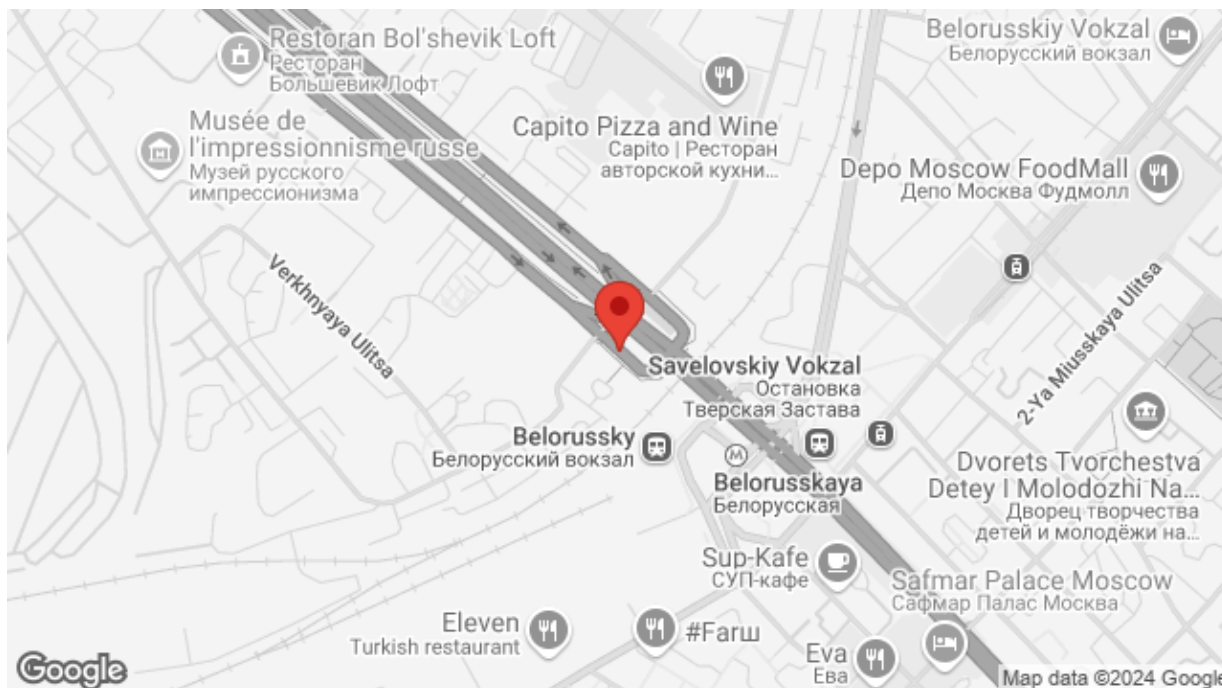 Restoran Bol'shevik Loft
Ресторан
Большевик Лофт
Belorusskiy Vokzal
Белорусский вокзал
Musée de
l'impressionnisme russe
Музей русского
импрессионизма
Capito Pizza and Wine
Capito | Ресторан
авторской кухни...
Depo Moscow FoodMall
Депо Москва Фудмолл
Verkhnyaya Ulitsa
2-Ya Miusskaya Ulitsa
Savelovskiy Vokzal
Остановка
Тверская Застава
Belorussky
Белорусский вокзал
M
Belorusskaya
Белорусская
Dvorets Tvorchestva
Detey I Molodozhi Na...
Дворец творчества
детей и молодёжи на...
Sup-Kafe
СУП-кафе
Safmar Palace Moscow
Сафмар Палас Москва
Eleven
Turkish restaurant
#Farш
Eva
Ева
Google
Map data ©2024 Google